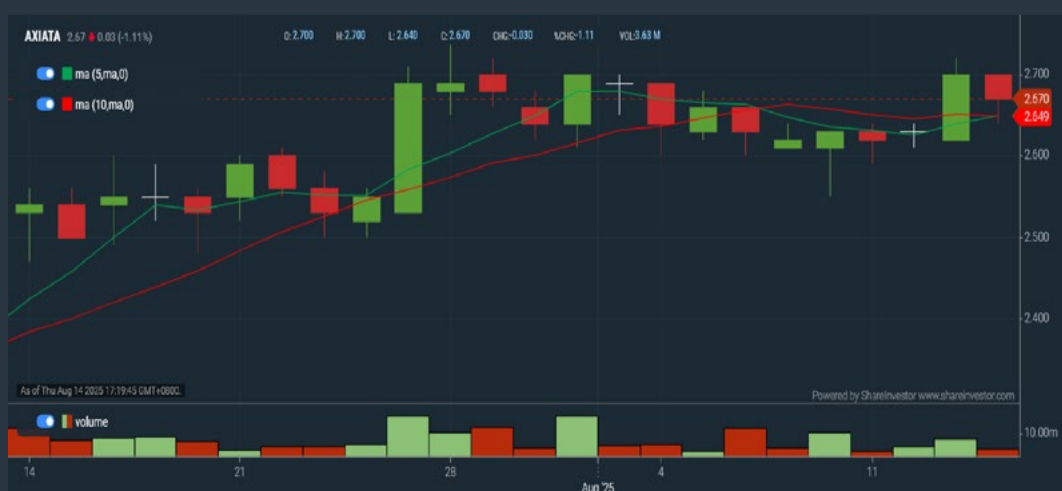 AXIATA 2.67 0.03 (-1.11%) O: 2.700 H: 2.700 L: 2.640 C: 2.670 CHG:-0.030 %CHG:-1.11 VOL:3.63 M
ma (5,ma,0)
ma (10,ma,0)
2.700
2.670
2.649
2.600
2.500
2.400
As of Thu Aug 14 2025 17:19:45 GMT+0800.
Powered by ShareInvestor www.shareinvestor.com
volume
10.00m
14 21 28 4 11
Aug '25